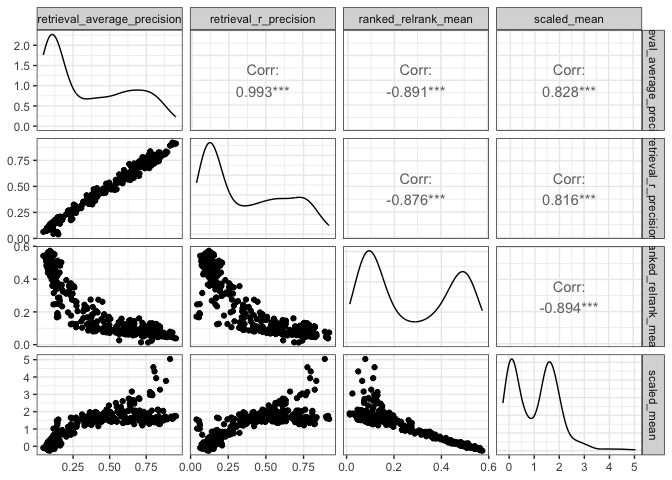 retrieval_average_precision retrieval_r_precision ranked_relrank_mean scaled_mean
2.0
1.5
1.0
0.5
0.0
Corr:
0.993***
Corr:
-0.891***
Corr:
0.828***
eval_average_preci
0.75
0.50
0.25
0.00
Corr:
-0.876***
Corr:
0.816***
retrieval_r_precision
0.6
0.4
0.2
0.0
Corr:
-0.894***
anked_relrank_mea
5
4
3
2
1
0
scaled_mean
0.25 0.50 0.75 0.00 0.25 0.50 0.75 0.0 0.2 0.4 0.6 0 1 2 3 4 5